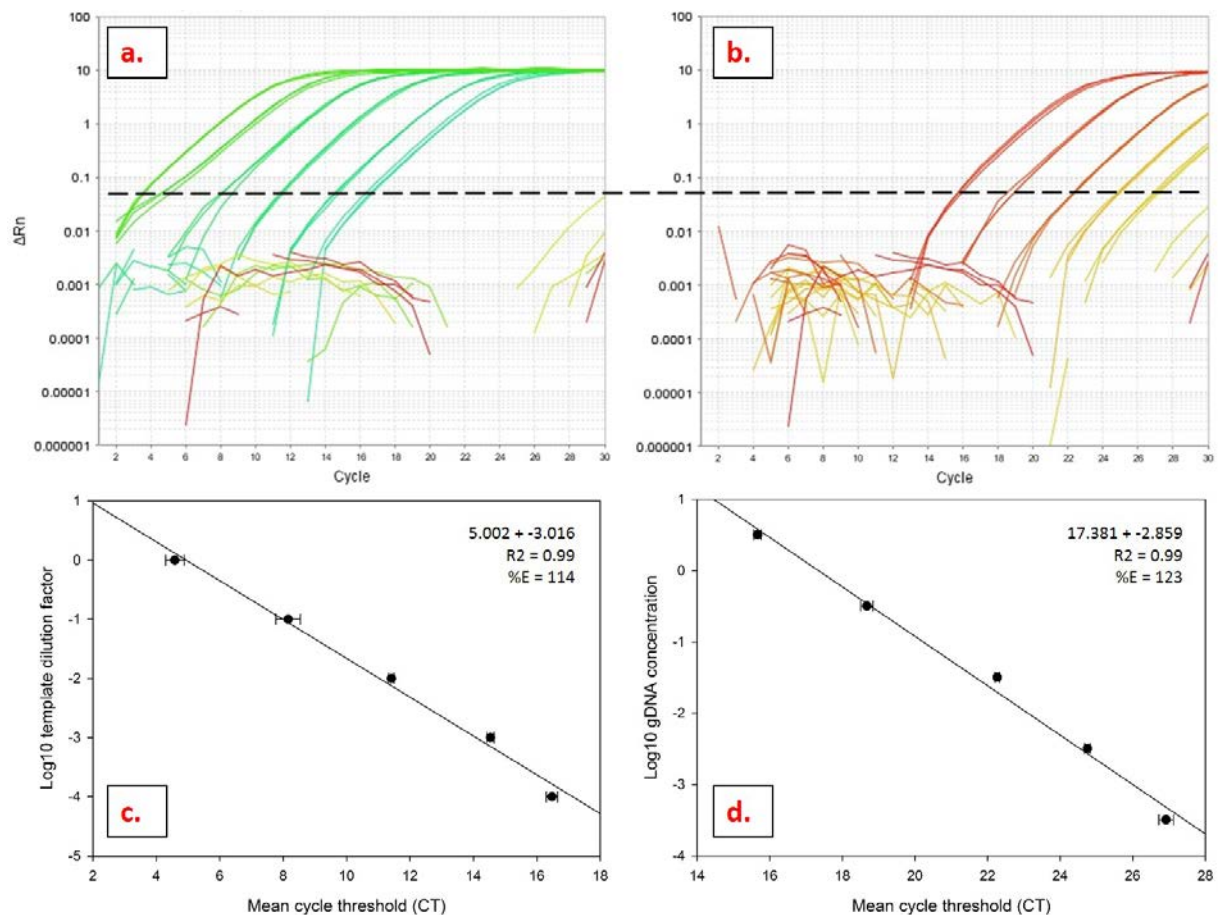 a.
100
10
1
0.1
0.01
0.001
0.0001
0.00001
0.000001
ΔRn
2 4 6 8 10 12 14 16 18 20 22 24 26 28 30
Cycle
b.
100
10
1
0.1
0.01
0.001
0.0001
0.00001
0.000001
2 4 6 8 10 12 14 16 18 20 22 24 26 28 30
Cycle
c.
5.002 + -3.016
R2 = 0.99
%E = 114
1
0
-1
-2
-3
-4
-5
Log10 template dilution factor
2 4 6 8 10 12 14 16 18
Mean cycle threshold (CT)
d.
17.381 + -2.859
R2 = 0.99
%E = 123
1
0
-1
-2
-3
-4
Log10 gDNA concentration
14 16 18 20 22 24 26 28
Mean cycle threshold (CT)